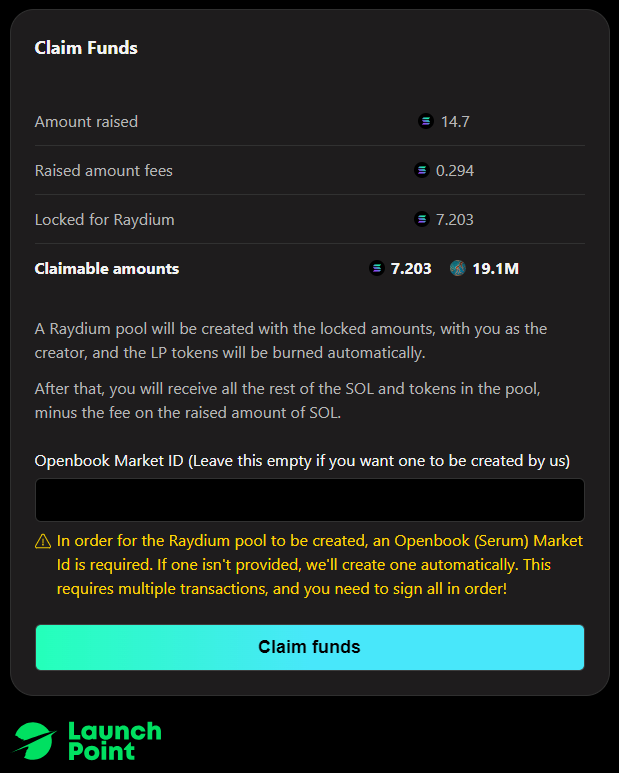 Claim Funds
Amount raised 14.7
Raised amount fees 0.294
Locked for Raydium 7.203
Claimable amounts 7.203 19.1M
A Raydium pool will be created with the locked amounts, with you as the
creator, and the LP tokens will be burned automatically.
After that, you will receive all the rest of the SOL and tokens in the pool,
minus the fee on the raised amount of SOL.
Openbook Market ID (Leave this empty if you want one to be created by us)
In order for the Raydium pool to be created, an Openbook (Serum) Market
Id is required. If one isn't provided, we'll create one automatically. This
requires multiple transactions, and you need to sign all in order!
Claim funds
Launch
Point